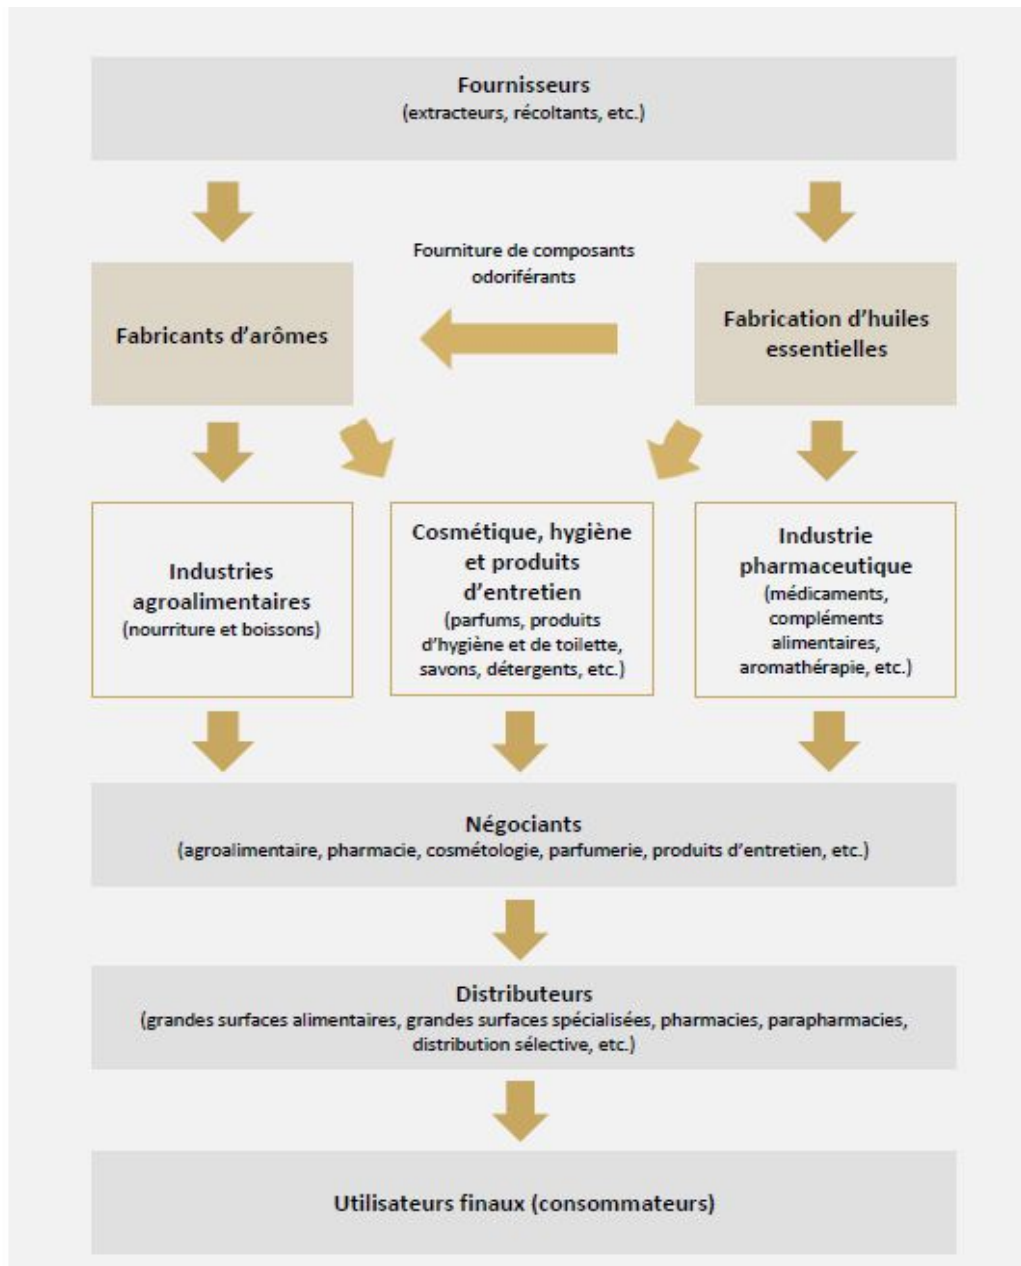 Fournisseurs
(extracteurs, récoltants, etc.)
Fourniture de composants
odoriférants
Fabricants d’arômes
Fabrication d’huiles
essentielles
Industries
agroalimentaires
(nourriture et boissons)
Cosmétique, hygiène
et produits
d’entretien
(parfums, produits
d’hygiène et de toilette,
savons, détergents, etc.)
Industrie
pharmaceutique
(médicaments,
compléments
alimentaires,
aromathérapie, etc.)
Négociants
(agroalimentaire, pharmacie, cosmétologie, parfumerie, produits d’entretien, etc.)
Distributeurs
(grandes surfaces alimentaires, grandes surfaces spécialisées, pharmacies, parapharmacies,
distribution sélective, etc.)
Utilisateurs finaux (consommateurs)